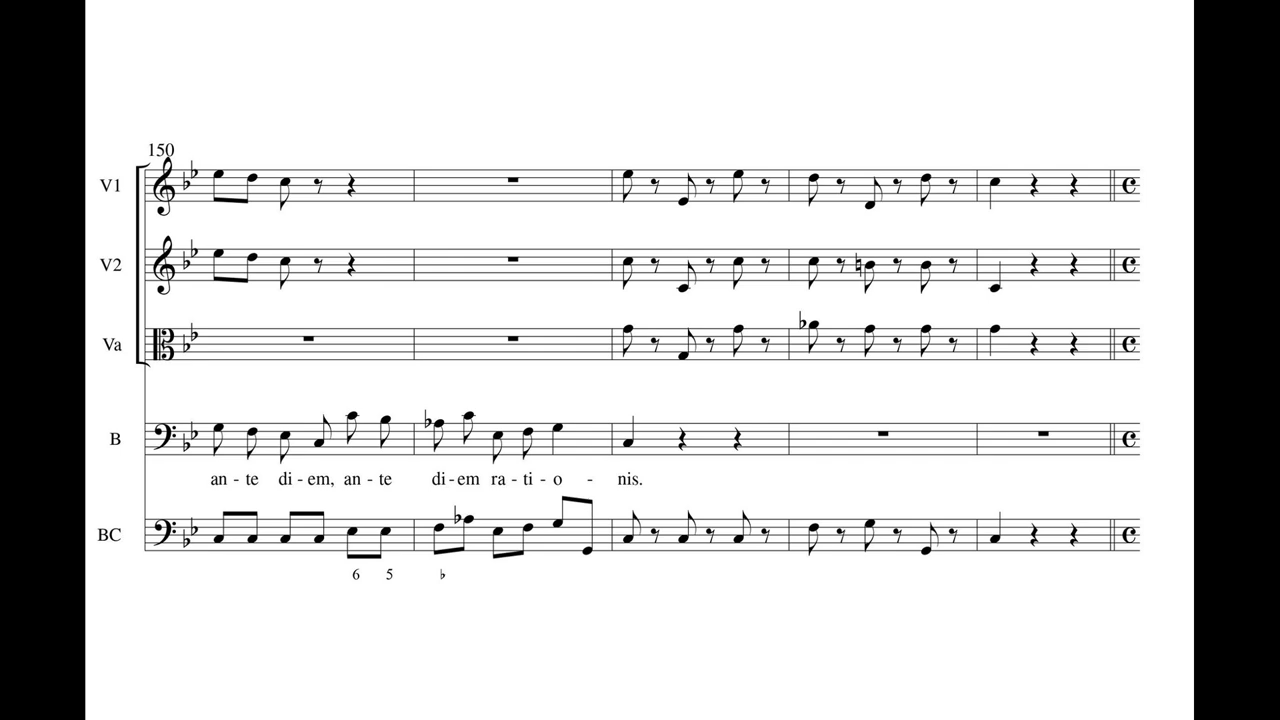 150
V1
V2
Va
B
an - te di - em, an - te di - em ra - ti - o - nis.
BC
6 5 ♭